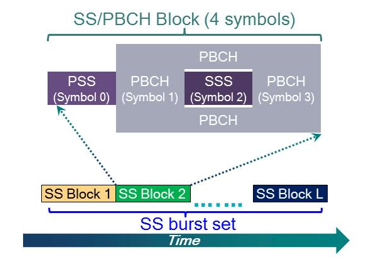 SS/PBCH Block (4 symbols)
PBCH
PSS
(Symbol 0)
PBCH
(Symbol 1)
SSS
(Symbol 2)
PBCH
(Symbol 3)
PBCH
SS Block 1
SS Block 2
SS Block L
SS burst set
Time